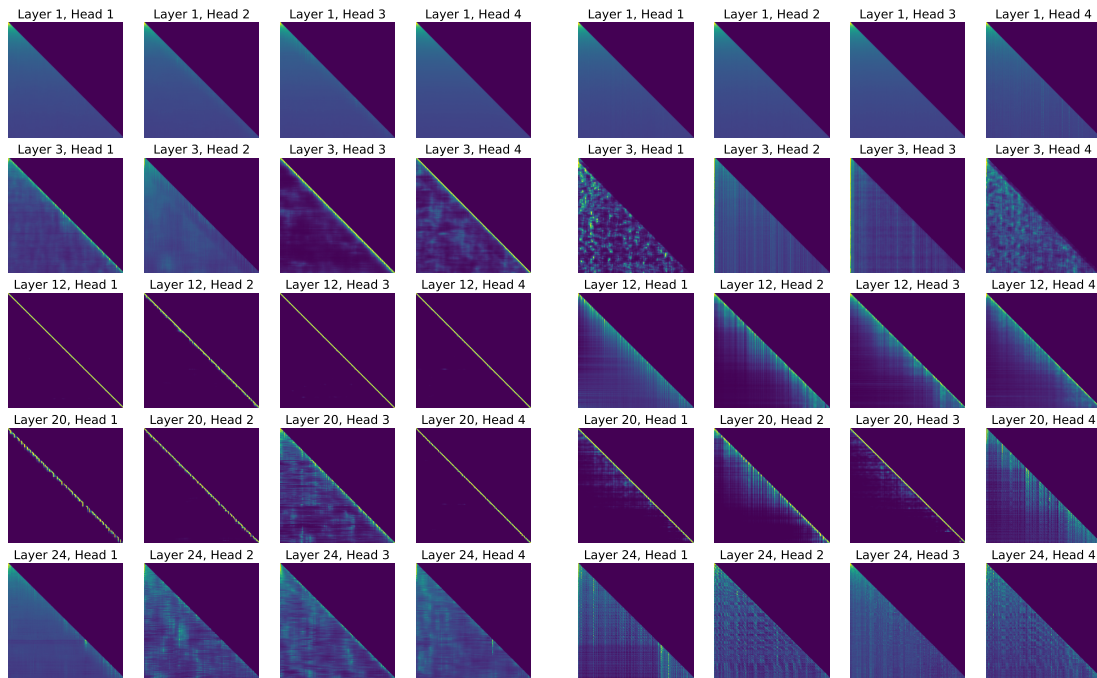 Layer 1, Head 1 Layer 1, Head 2 Layer 1, Head 3 Layer 1, Head 4 Layer 1, Head 1 Layer 1, Head 2 Layer 1, Head 3 Layer 1, Head 4
Layer 3, Head 1 Layer 3, Head 2 Layer 3, Head 3 Layer 3, Head 4 Layer 3, Head 1 Layer 3, Head 2 Layer 3, Head 3 Layer 3, Head 4
Layer 12, Head 1 Layer 12, Head 2 Layer 12, Head 3 Layer 12, Head 4 Layer 12, Head 1 Layer 12, Head 2 Layer 12, Head 3 Layer 12, Head 4
Layer 20, Head 1 Layer 20, Head 2 Layer 20, Head 3 Layer 20, Head 4 Layer 20, Head 1 Layer 20, Head 2 Layer 20, Head 3 Layer 20, Head 4
Layer 24, Head 1 Layer 24, Head 2 Layer 24, Head 3 Layer 24, Head 4 Layer 24, Head 1 Layer 24, Head 2 Layer 24, Head 3 Layer 24, Head 4